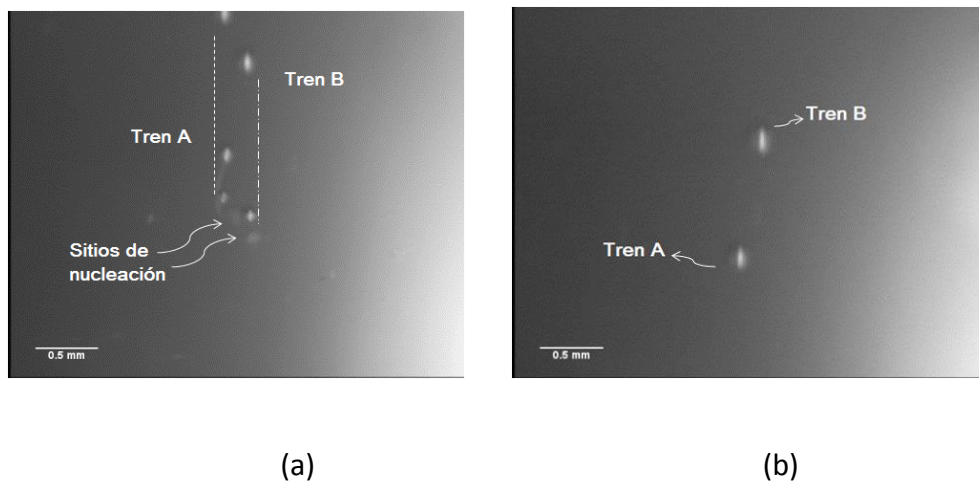 Tren B
Tren A
Sitios de
nucleación
0.5 mm
Tren B
Tren A
0.5 mm
(a)
(b)